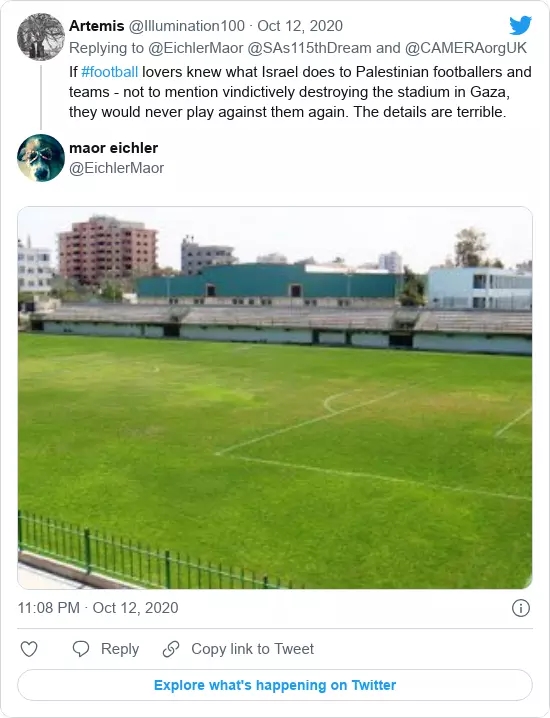 Artemis @Illumination100 · Oct 12, 2020
Replying to @EichlerMaor @SAs115thDream and @CAMERAorgUK
If #football lovers knew what Israel does to Palestinian footballers and
teams - not to mention vindictively destroying the stadium in Gaza,
they would never play against them again. The details are terrible.
maor eichler
@EichlerMaor
11:08 PM · Oct 12, 2020
Reply
Copy link to Tweet
Explore what's happening on Twitter